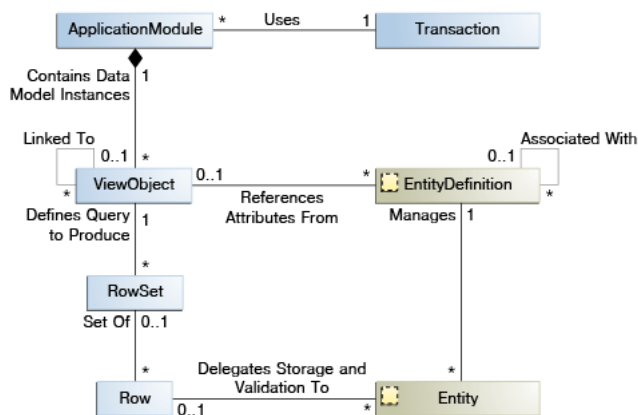 ApplicationModule
*
Uses
1
Transaction
Contains Data
Model Instances
1
Linked To
0..1
*
*
ViewObject
0..1
*
References
Attributes From
Associated With
0..1
*
EntityDefinition
Defines Query
to Produce
1
*
Manages
1
*
RowSet
Set Of
0..1
*
Row
0..1
Delegates Storage and
Validation To
*
Entity